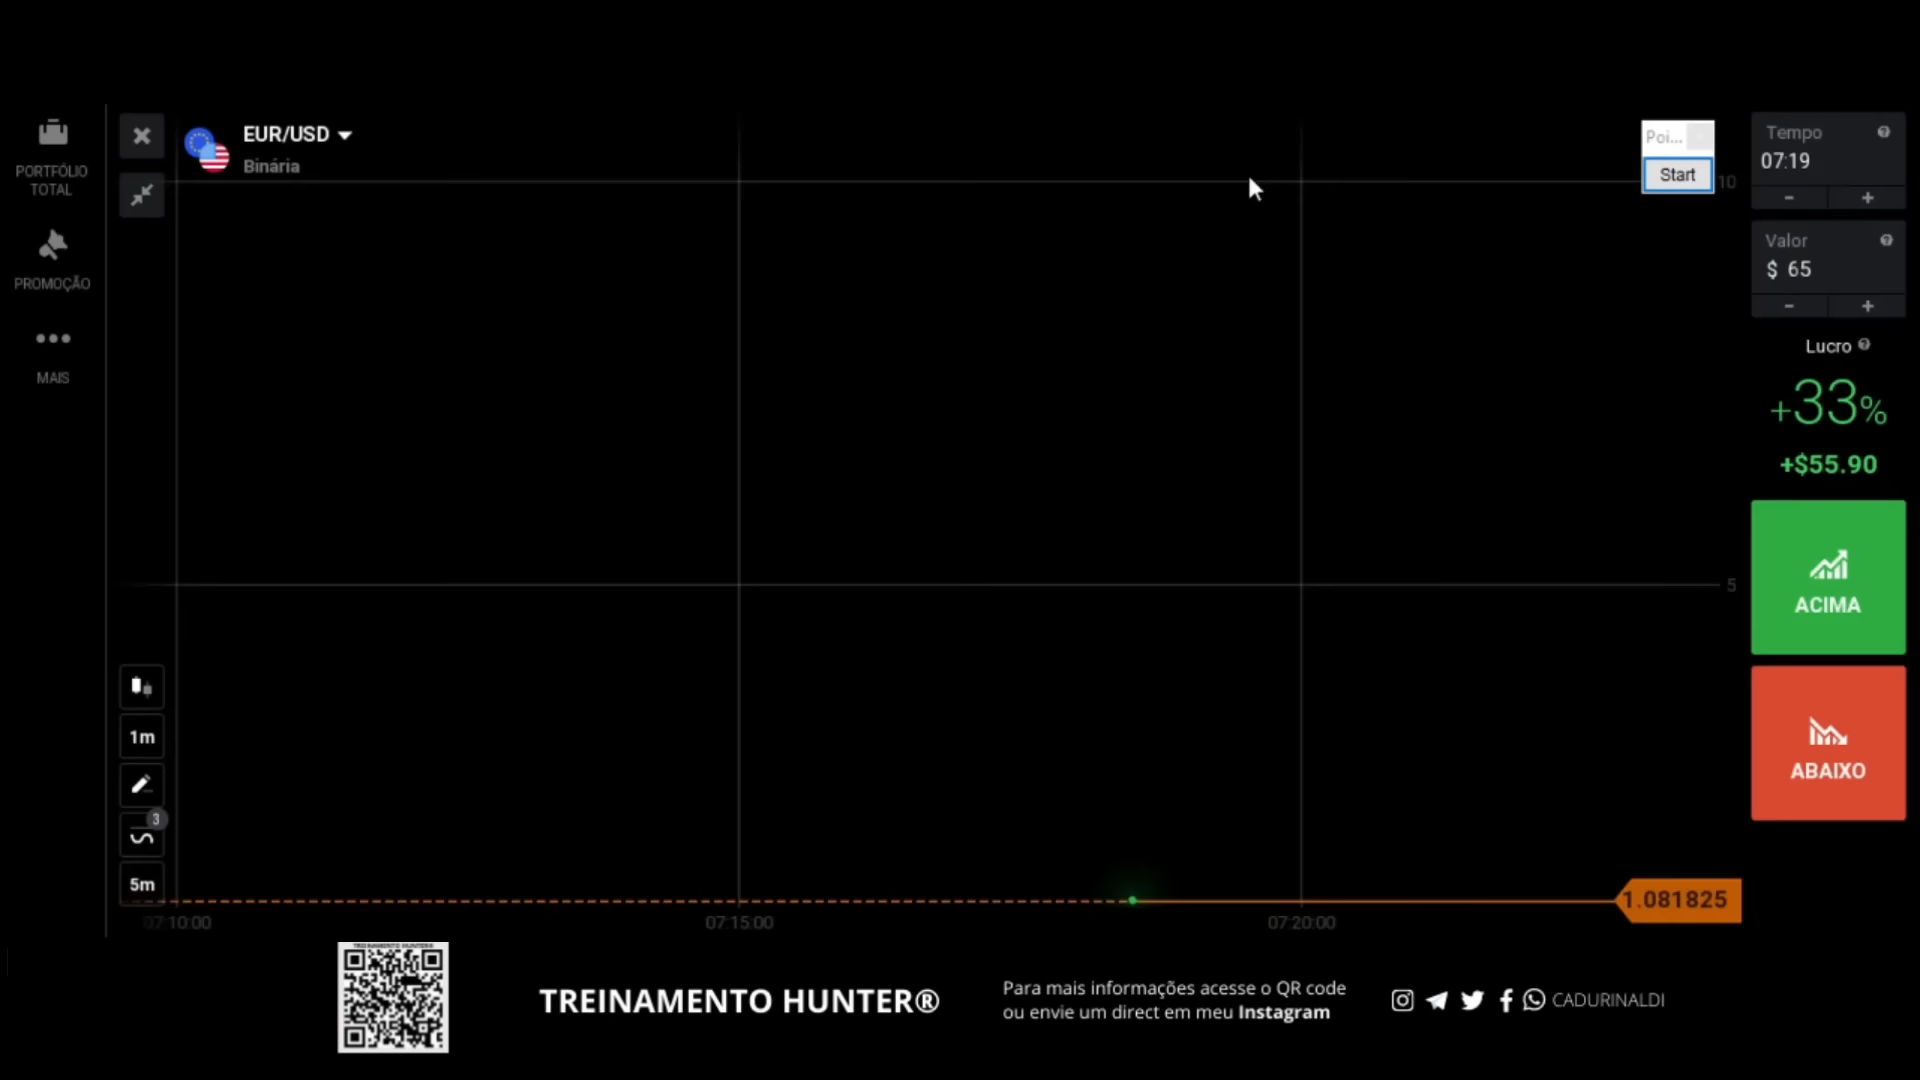 PORTFÓLIO
TOTAL
PROMOÇÃO
MAIS
EUR/USD
Binária
Poi...
Start
10
5
Tempo
07:19
-
+
Valor
$ 65
-
+
Lucro
+33%
+$55.90
ACIMA
ABAIXO
1m
3
5m
1.081825
07:10:00
07:15:00
07:20:00
TREINAMENTO HUNTER®
TREINAMENTO HUNTER®
Para mais informações acesse o QR code
ou envie um direct em meu Instagram
CADURINALDI